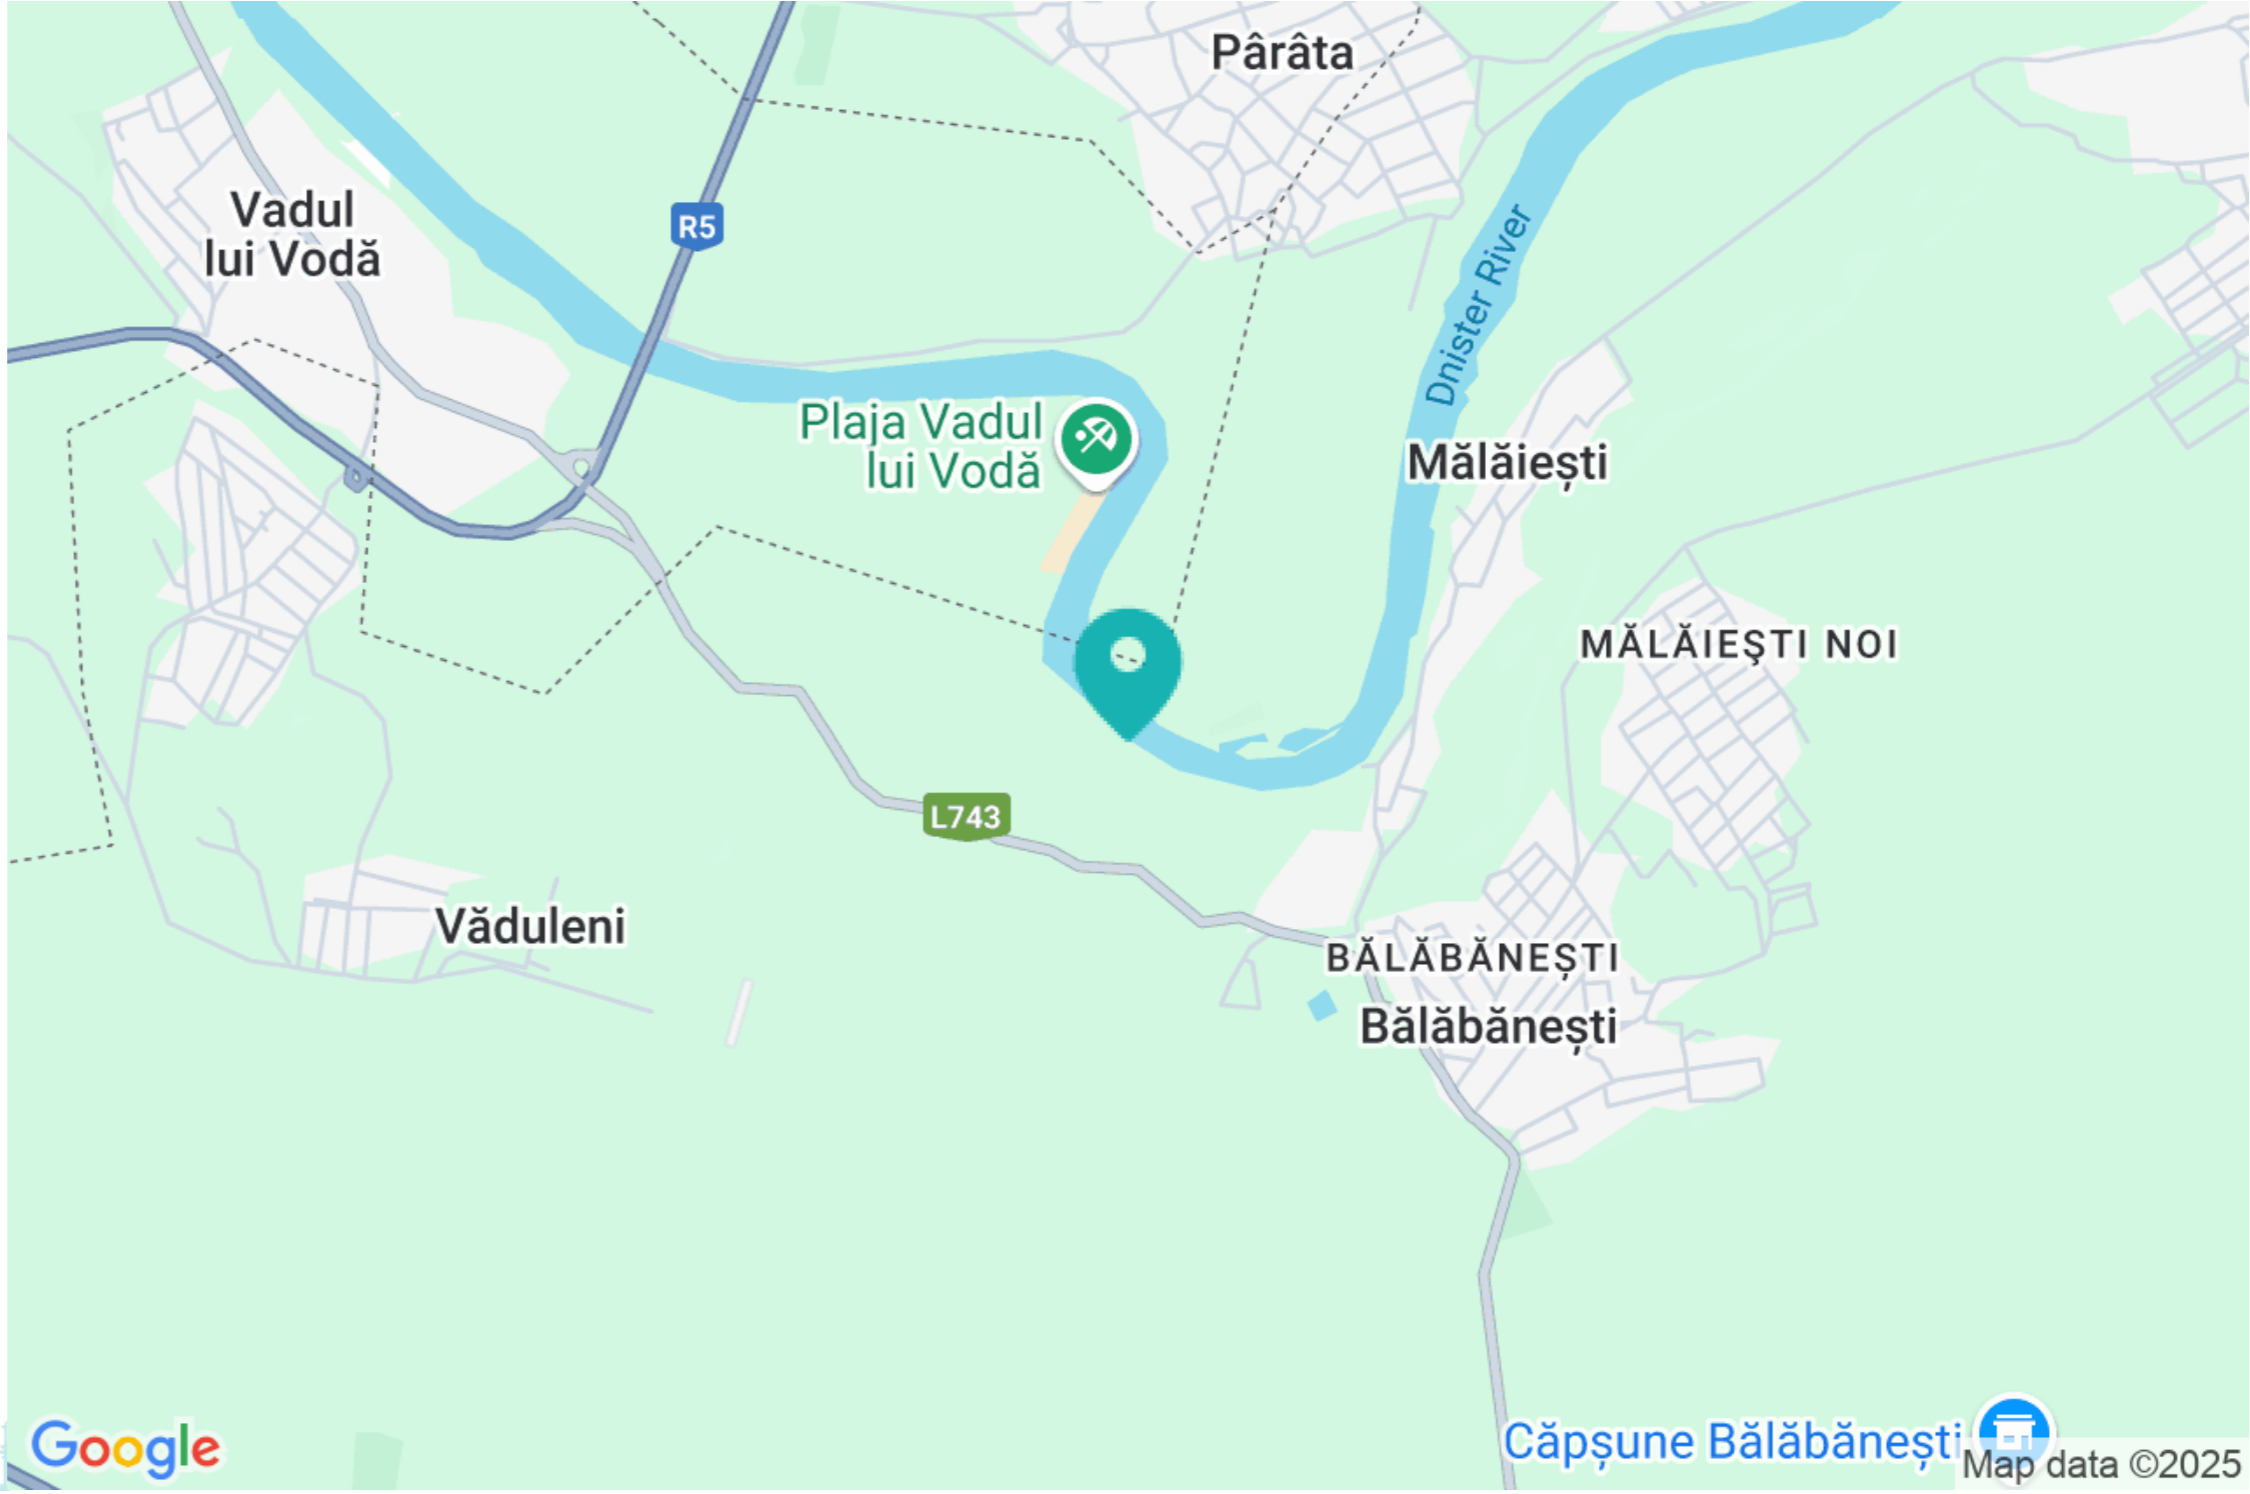 Pârâta
Vadul
lui Vodă
R5
Dnister River
Plaja Vadul
lui Vodă
Mălăiești
MĂLĂIEŞTI NOI
L743
Văduleni
BĂLĂBĂNEȘTI
Bălăbănești
Căpșune Bălăbănești
Google
Map data ©2025